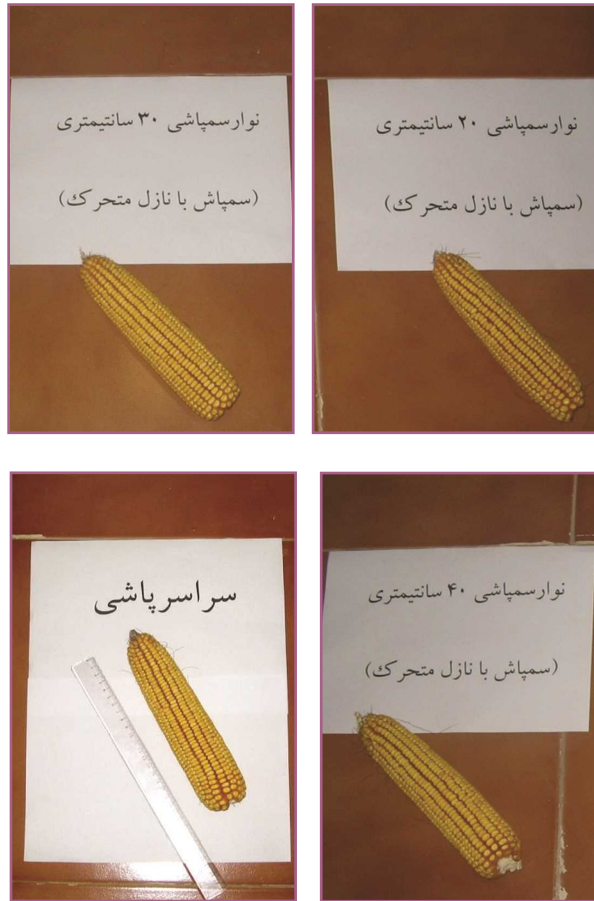 نوارسمپاشی ۲۰ سانتیمتری
(سمپاش با نازل متحرک)
نوارسمپاشی ۳۰ سانتیمتری
(سمپاش با نازل متحرک)
نوارسمپاشی ۴۰ سانتیمتری
(سمپاش با نازل متحرک)
سراسرپاشی